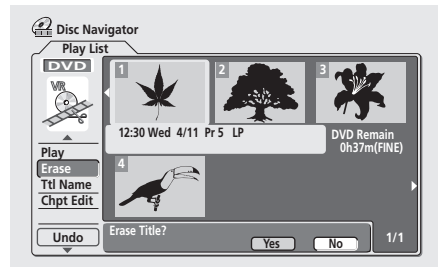 Disc Navigator
Play List
DVD
VR
1
2
3
12:30 Wed 4/11 Pr 5 LP
DVD Remain
0h37m(FINE)
4
Play
Erase
Ttl Name
Chpt Edit
Undo
Erase Title?
Yes
No
1/1